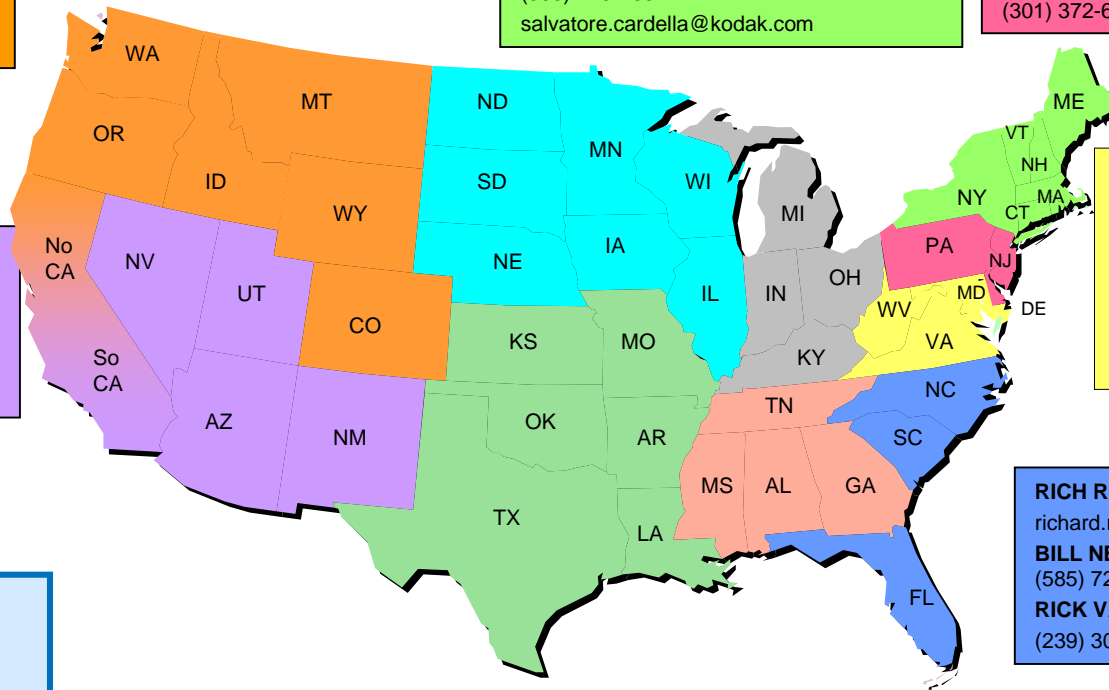 salvatore.cardella@kodak.com
(301) 372-6
WA
MT
ND
MN
ME
OR
VT
NH
ID
SD
WI
NY
MA
WY
MI
CT
No
CA
NV
NE
IA
PA
NJ
UT
IL
IN
OH
MD
WV
DE
CO
KS
MO
VA
So
CA
KY
NC
TN
AZ
NM
OK
AR
SC
TX
MS
AL
GA
LA
FL
RICH R
richard.
BILL NE
(585) 72
RICK V
(239) 30